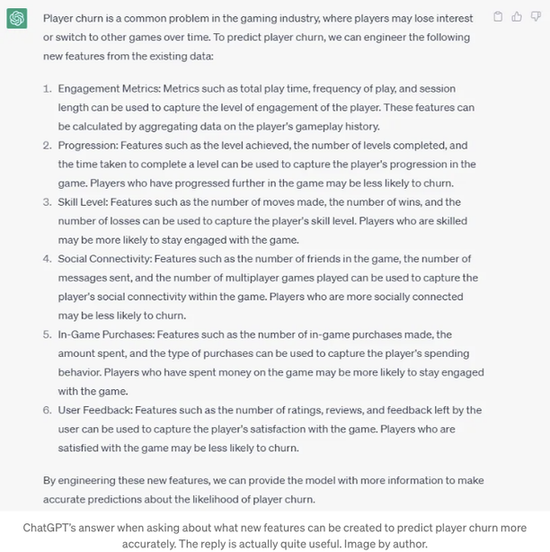 Player churn is a common problem in the gaming industry, where players may lose interest
or switch to other games over time. To predict player churn, we can engineer the following
new features from the existing data:
1. Engagement Metrics: Metrics such as total play time, frequency of play, and session
length can be used to capture the level of engagement of the player. These features can
be calculated by aggregating data on the player's gameplay history.
2. Progression: Features such as the level achieved, the number of levels completed, and
the time taken to complete a level can be used to capture the player's progression in the
game. Players who have progressed further in the game may be less likely to churn.
3. Skill Level: Features such as the number of moves made, the number of wins, and the
number of losses can be used to capture the player's skill level. Players who are skilled
may be more likely to stay engaged with the game.
4. Social Connectivity: Features such as the number of friends in the game, the number of
messages sent, and the number of multiplayer games played can be used to capture the
player's social connectivity within the game. Players who are more socially connected
may be less likely to churn.
5. In-Game Purchases: Features such as the number of in-game purchases made, the
amount spent, and the type of purchases can be used to capture the player's spending
behavior. Players who have spent money on the game may be more likely to stay engaged
with the game.
6. User Feedback: Features such as the number of ratings, reviews, and feedback left by the
user can be used to capture the player's satisfaction with the game. Players who are
satisfied with the game may be less likely to churn.
By engineering these new features, we can provide the model with more information to make
accurate predictions about the likelihood of player churn.
ChatGPT's answer when asking about what new features can be created to predict player churn more
accurately. The reply is actually quite useful. Image by author.